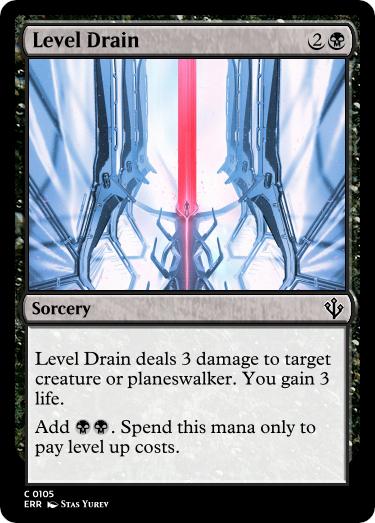 Level Drain 2
Sorcery
Level Drain deals 3 damage to target
creature or planeswalker. You gain 3
life.
Add . Spend this mana only to
pay level up costs.
C 0105
ERR Stas Yurev